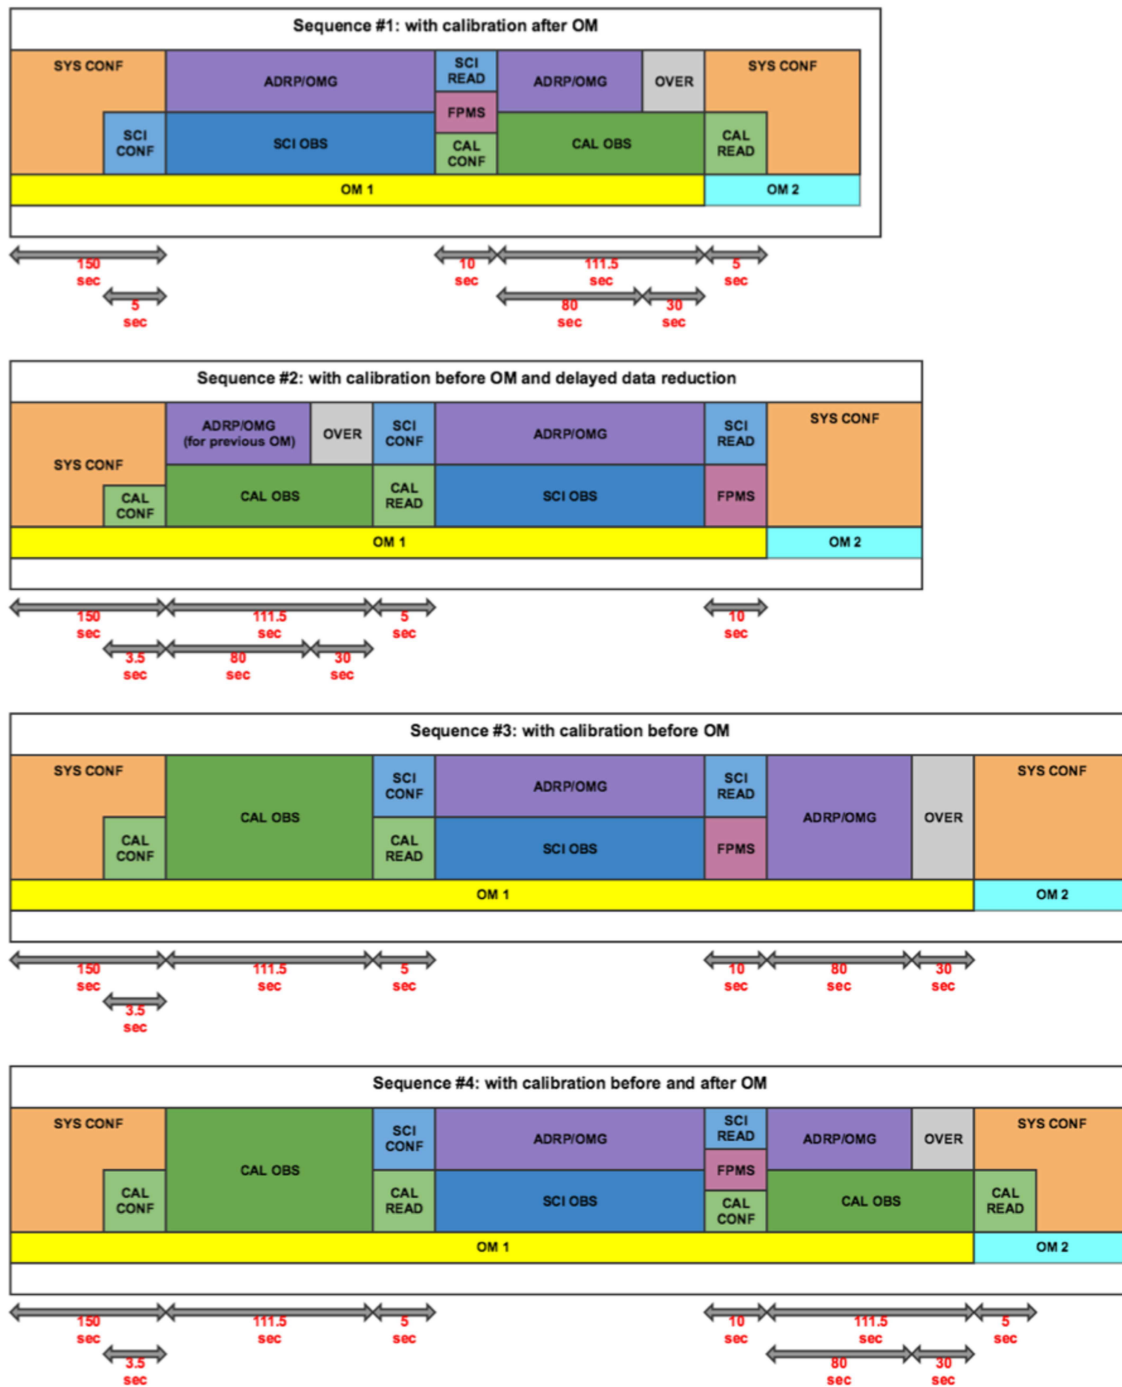 Sequence #1: with calibration after OM
SYS CONF
ADRP/OMG
SCI
READ
ADRP/OMG
OVER
SYS CONF
FPMS
SCI
CONF
SCI OBS
CAL
CONF
CAL OBS
CAL
READ
OM 1
OM 2
150
sec
10
sec
111.5
sec
5
sec
5
sec
80
sec
30
sec
Sequence #2: with calibration before OM and delayed data reduction
SYS CONF
ADRP/OMG
(for previous OM)
OVER
SCI
CONF
ADRP/OMG
SCI
READ
SYS CONF
CAL
CONF
CAL OBS
CAL
READ
SCI OBS
FPMS
OM 1
OM 2
150
sec
111.5
sec
5
sec
10
sec
3.5
sec
80
sec
30
sec
Sequence #3: with calibration before OM
SYS CONF
CAL OBS
SCI
CONF
ADRP/OMG
SCI
READ
ADRP/OMG
OVER
SYS CONF
CAL
CONF
CAL
READ
SCI OBS
FPMS
OM 1
OM 2
150
sec
111.5
sec
5
sec
10
sec
80
sec
30
sec
3.5
sec
Sequence #4: with calibration before and after OM
SYS CONF
CAL OBS
SCI
CONF
ADRP/OMG
SCI
READ
ADRP/OMG
OVER
SYS CONF
FPMS
CAL
CONF
CAL
READ
SCI OBS
CAL
CONF
CAL OBS
CAL
READ
OM 1
OM 2
150
sec
111.5
sec
5
sec
10
sec
111.5
sec
5
sec
3.5
sec
80
sec
30
sec